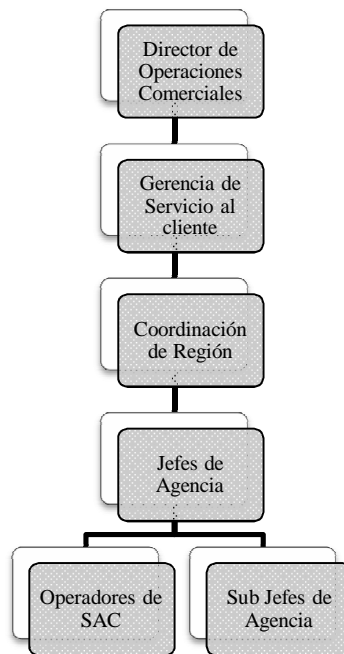 Director de
Operaciones
Comerciales
Gerencia de
Servicio al
cliente
Coordinación
de Región
Jefes de
Agencia
Operadores de
SAC
Sub Jefes de
Agencia